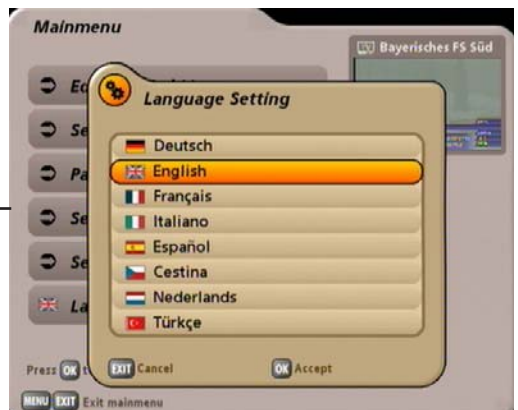 Mainmenu
Bayerisches FS Süd
Language Setting
Deutsch
English
Français
Italiano
Español
Cestina
Nederlands
Türkçe
EXIT Cancel
OK Accept
Press OK t
MENU EXIT Exit mainmenu